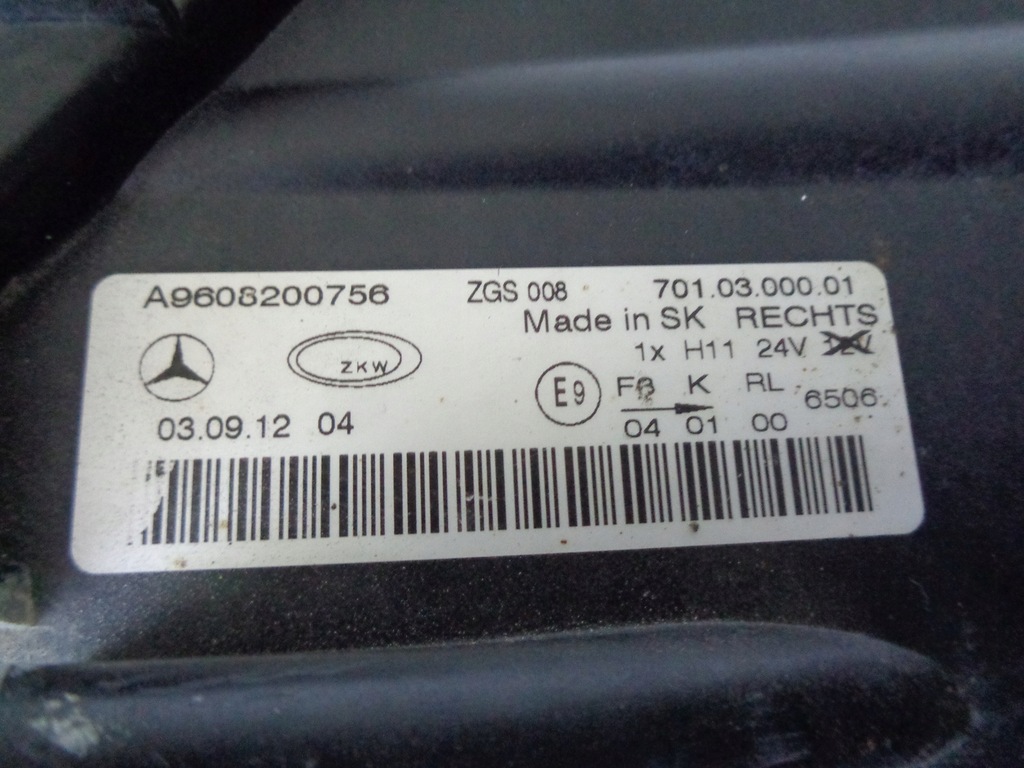 A9608200756 ZGS 008 701.03.000.01
Made in SK RECHTS
1x H11 24V 12V
ZKW
E9 F3 K RL 6506
03.09.12 04 04 01 00